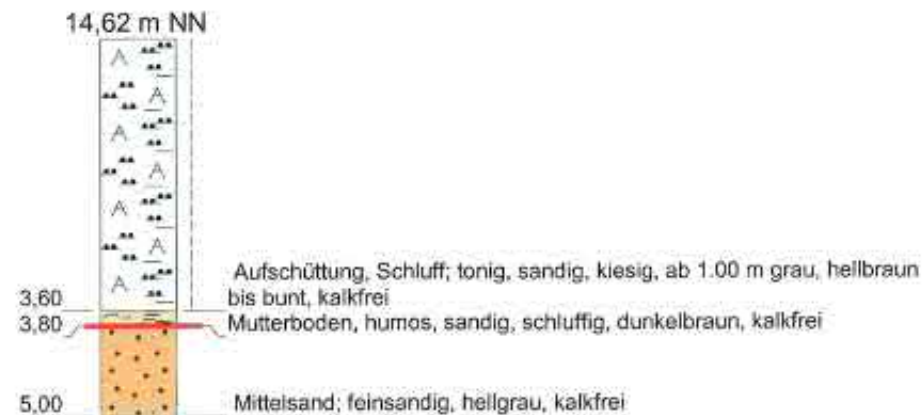 14,62 m NN
Aufschüttung, Schluff; tonig, sandig, kiesig, ab 1.00 m grau, hellbraun
3,60 bis bunt, kalkfrei
3,80 Mutterboden, humos, sandig, schluffig, dunkelbraun, kalkfrei
5,00 Mittelsand; feinsandig, hellgrau, kalkfrei